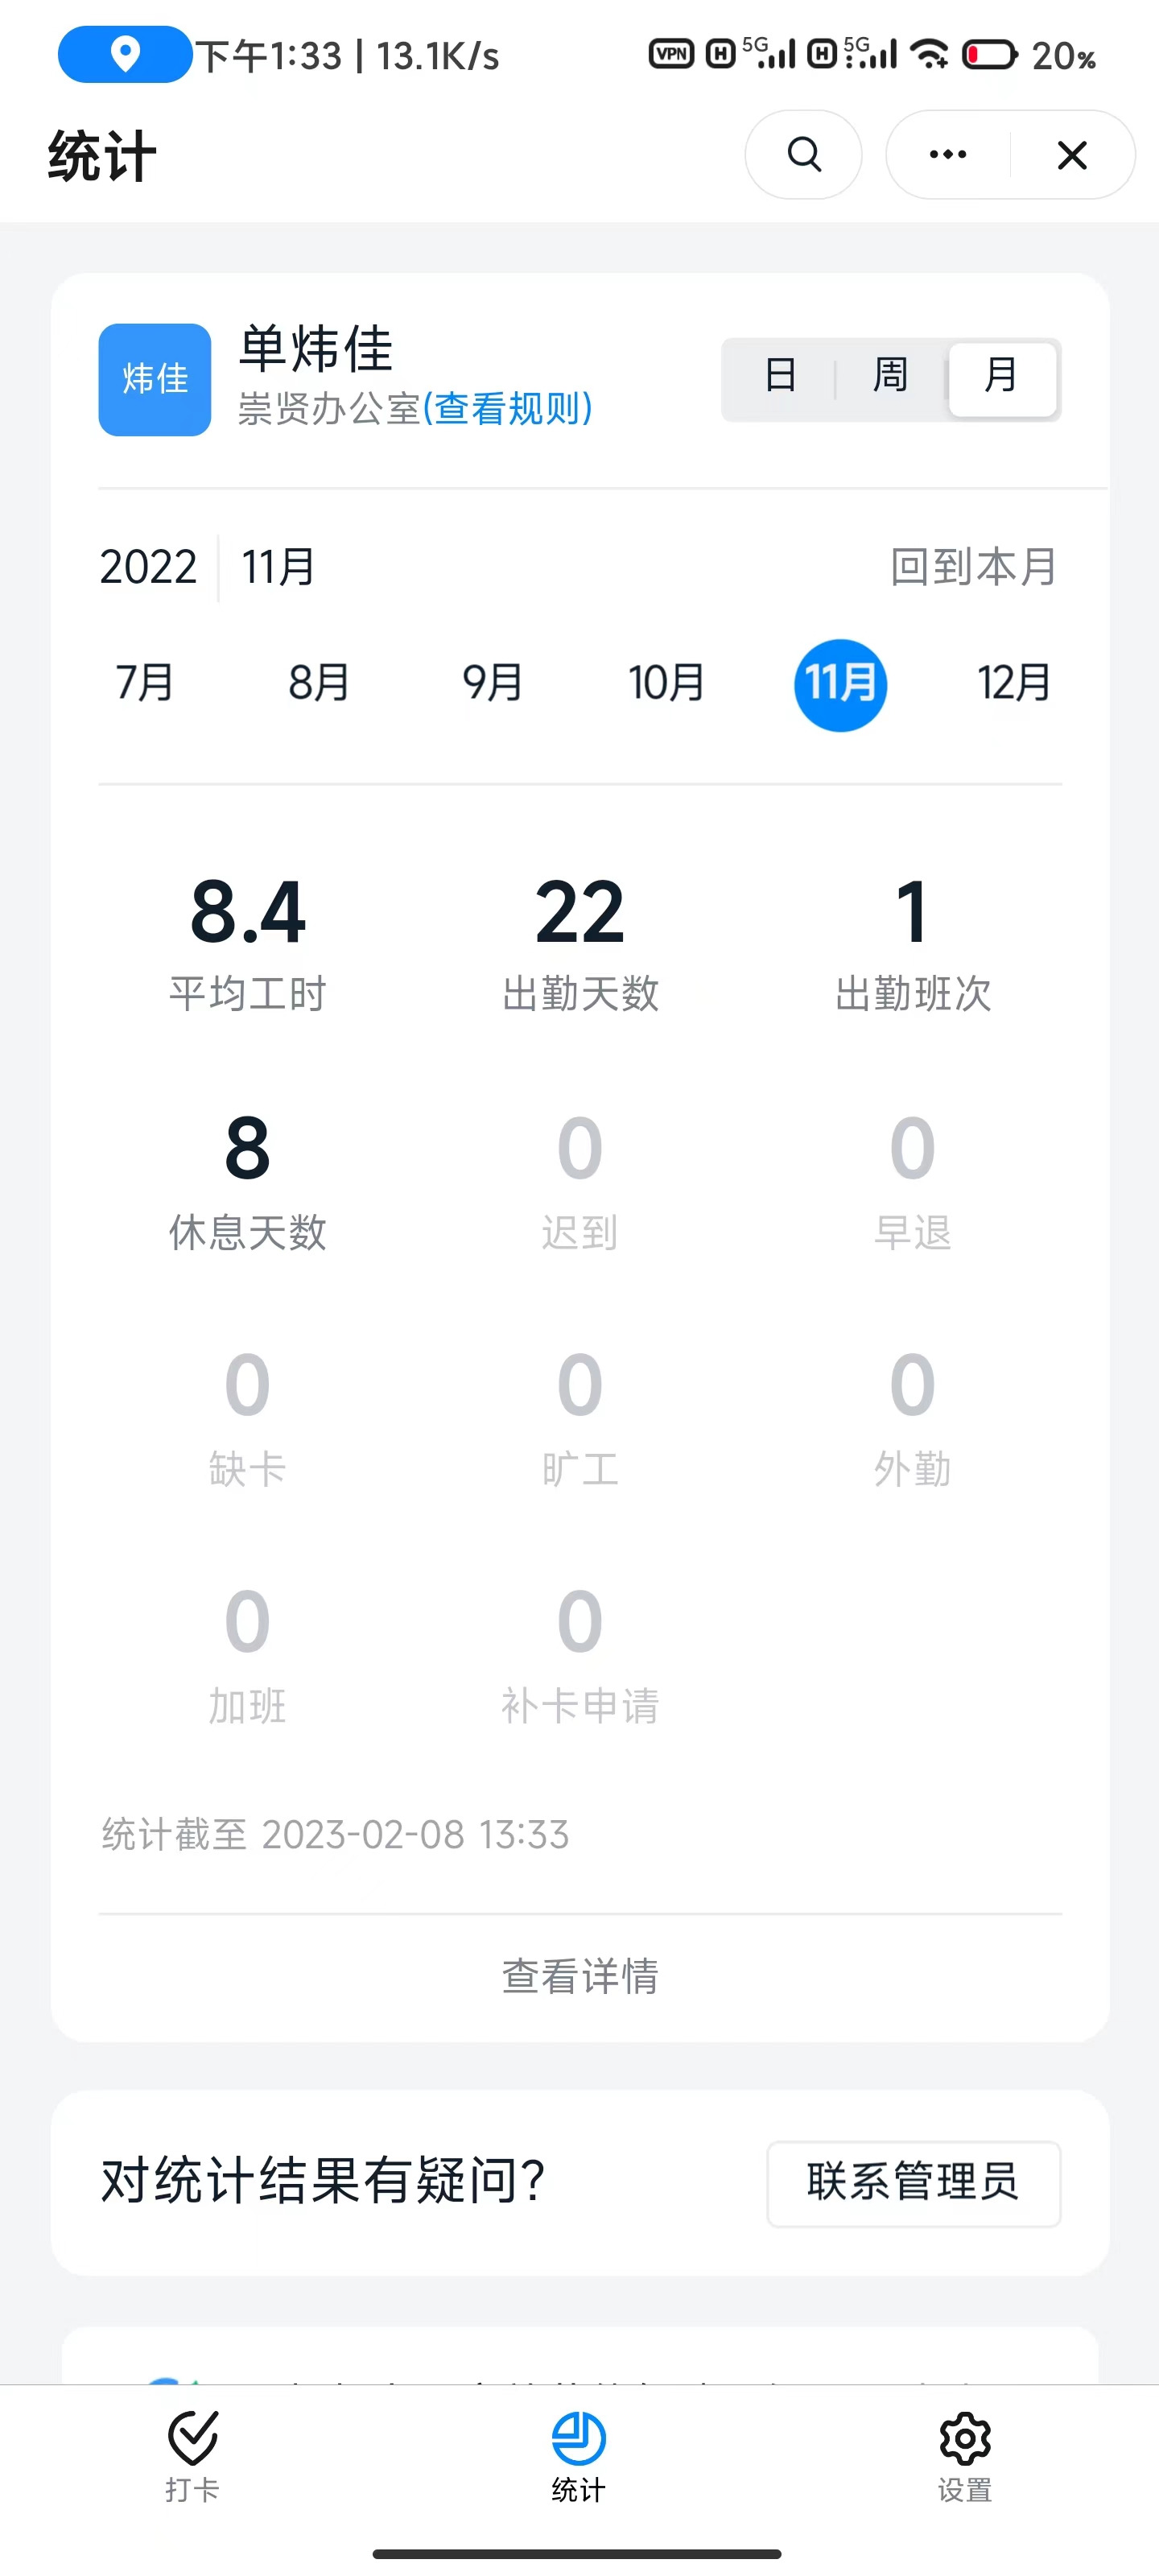 下午1:33 | 13.1K/s VPN H 5G H 5G 20%
统计
炜佳
单炜佳
崇贤办公室(查看规则)
日 周 月
2022 11月 回到本月
7月 8月 9月 10月 11月 12月
8.4 22 1
平均工时 出勤天数 出勤班次
8 0 0
休息天数 迟到 早退
0 0 0
缺卡 旷工 外勤
0 0
加班 补卡申请
统计截至 2023-02-08 13:33
查看详情
对统计结果有疑问?
联系管理员
打卡 统计 设置